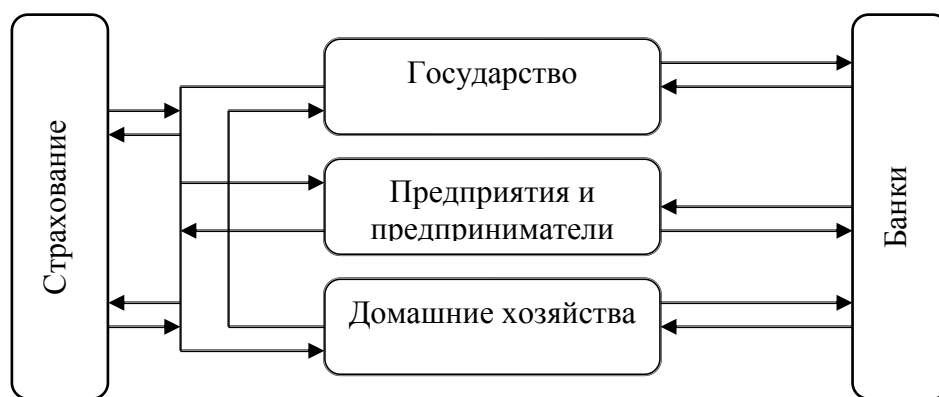 Страхование
Государство
Предприятия и
предприниматели
Домашние хозяйства
Банки